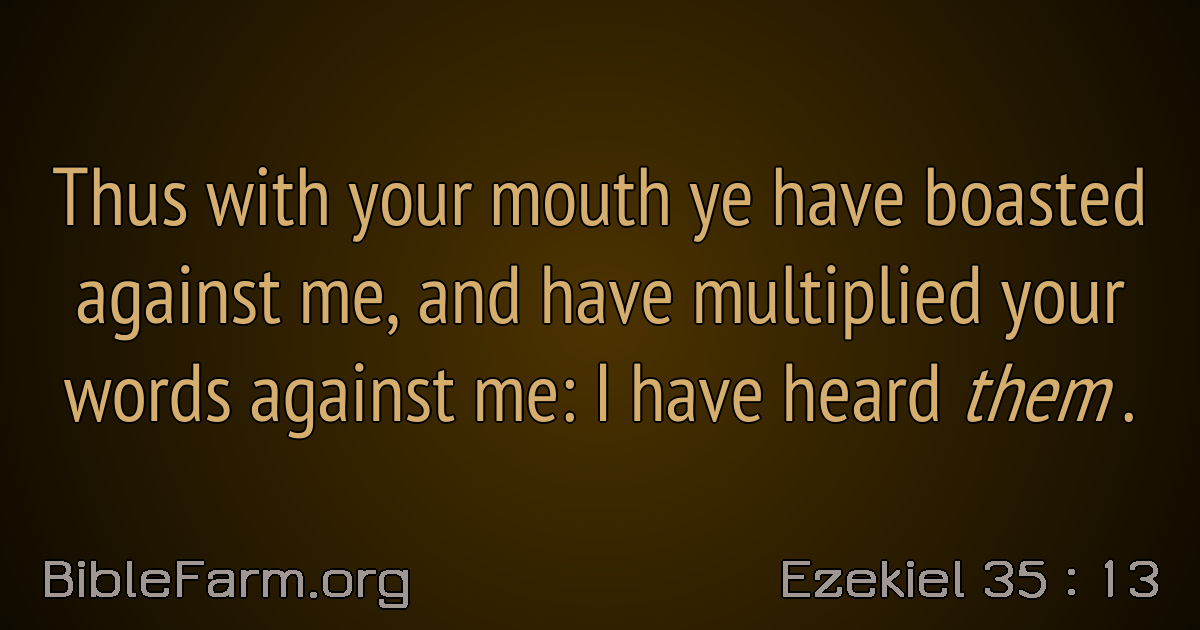 Thus with your mouth ye have boasted
against me, and have multiplied your
words against me: I have heard them .
BibleFarm.org
Ezekiel 35 : 13